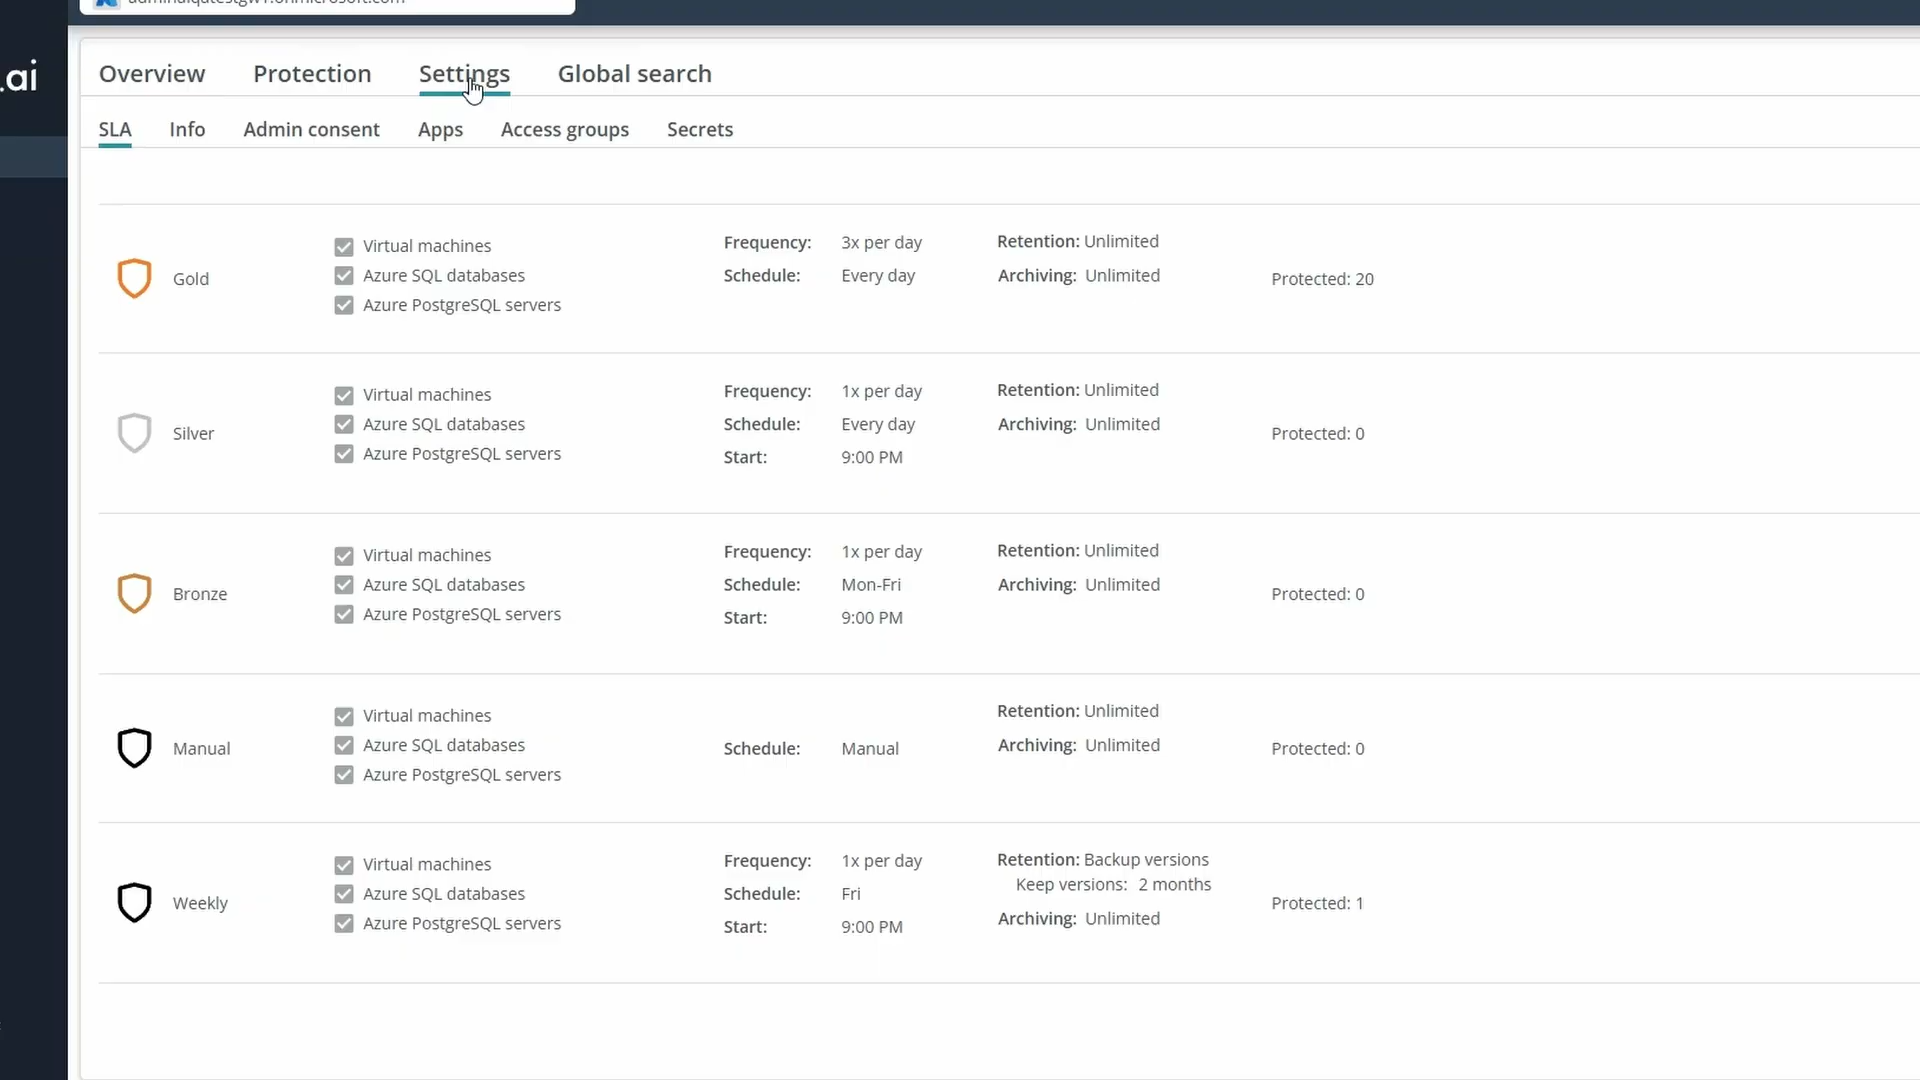 .ai
Overview Protection Settings Global search
SLA Info Admin consent Apps Access groups Secrets
Gold
Virtual machines
Azure SQL databases
Azure PostgreSQL servers
Frequency: 3x per day
Schedule: Every day
Retention: Unlimited
Archiving: Unlimited
Protected: 20
Silver
Virtual machines
Azure SQL databases
Azure PostgreSQL servers
Frequency: 1x per day
Schedule: Every day
Start: 9:00 PM
Retention: Unlimited
Archiving: Unlimited
Protected: 0
Bronze
Virtual machines
Azure SQL databases
Azure PostgreSQL servers
Frequency: 1x per day
Schedule: Mon-Fri
Start: 9:00 PM
Retention: Unlimited
Archiving: Unlimited
Protected: 0
Manual
Virtual machines
Azure SQL databases
Azure PostgreSQL servers
Schedule: Manual
Retention: Unlimited
Archiving: Unlimited
Protected: 0
Weekly
Virtual machines
Azure SQL databases
Azure PostgreSQL servers
Frequency: 1x per day
Schedule: Fri
Start: 9:00 PM
Retention: Backup versions
Keep versions: 2 months
Archiving: Unlimited
Protected: 1